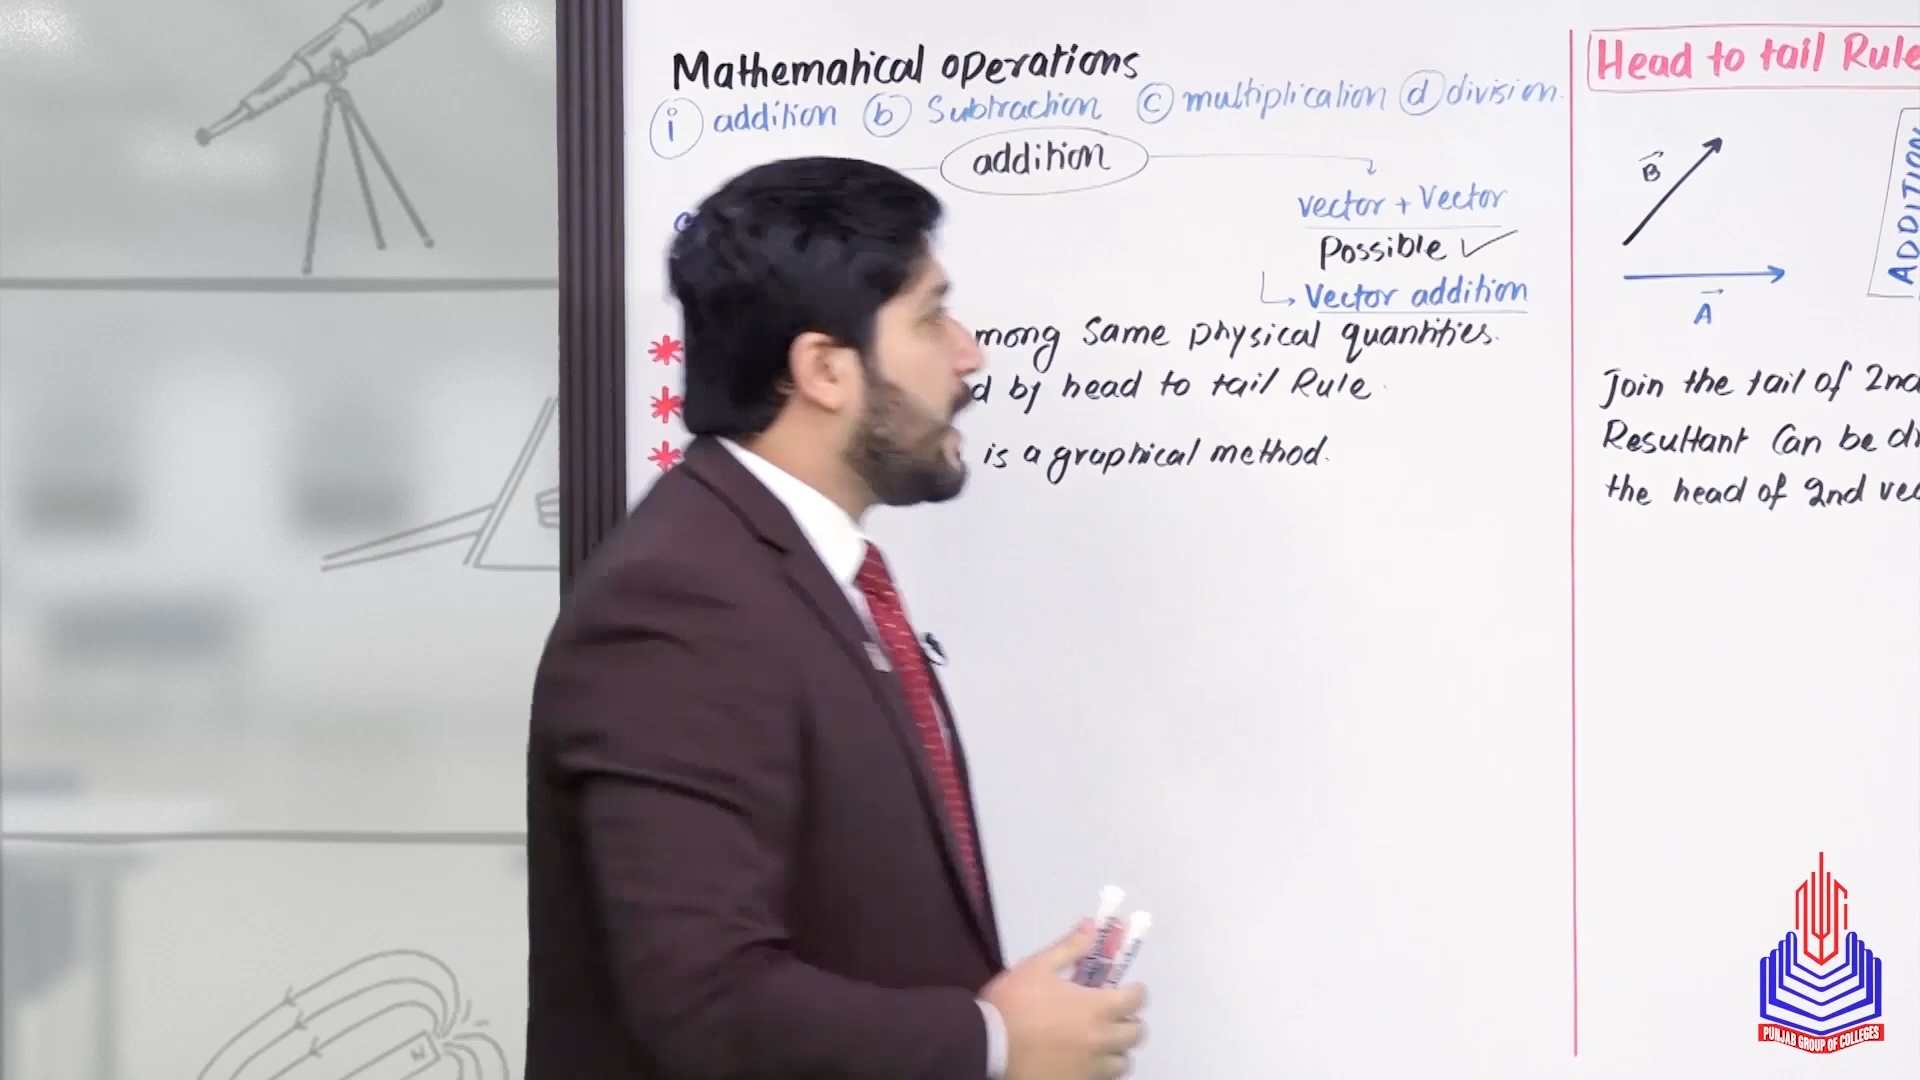 Mathematical operations
i addition b Subtraction c multiplication d division.
addition
vector + Vector
Possible ✓
Vector addition
* among Same physical quantities.
* by head to tail Rule.
* is a graphical method.
Head to tail Rule
B
A
ADDITION
Join the tail of 2nd
Resultant Can be
the head of 2nd
PUNJAB GROUP OF COLLEGES